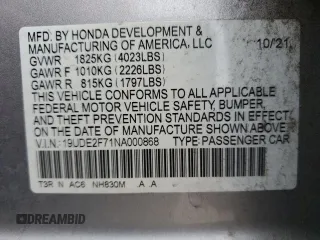 MFD. BY HONDA DEVELOPMENT &
MANUFACTURING OF AMERICA, LLC 10/21
GVWR 1825KG (4023LBS)
GAWR F 1010KG (2226LBS)
GAWR R 815KG (1797LBS)
THIS VEHICLE CONFORMS TO ALL APPLICABLE
FEDERAL MOTOR VEHICLE SAFETY, BUMPER,
AND THEFT PREVENTION STANDARDS IN EFFECT
ON THE DATE OF MANUFACTURE SHOWN ABOVE.
V.I.N.: 19UDE2F71NA000868 TYPE: PASSENGER CAR
T3R N AC6 NH830M A A
DREAMBID